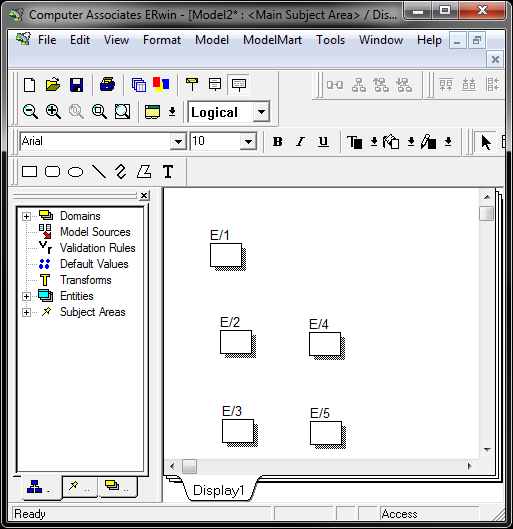 Computer Associates ERwin - [Model2* : <Main Subject Area> / Dis...
File Edit View Format Model ModelMart Tools Window Help
Logical
Arial 10 B I U T
T
Domains
Model Sources
Validation Rules
Default Values
Transforms
Entities
Subject Areas
E/1
E/2 E/4
E/3 E/5
Display1
Ready Access